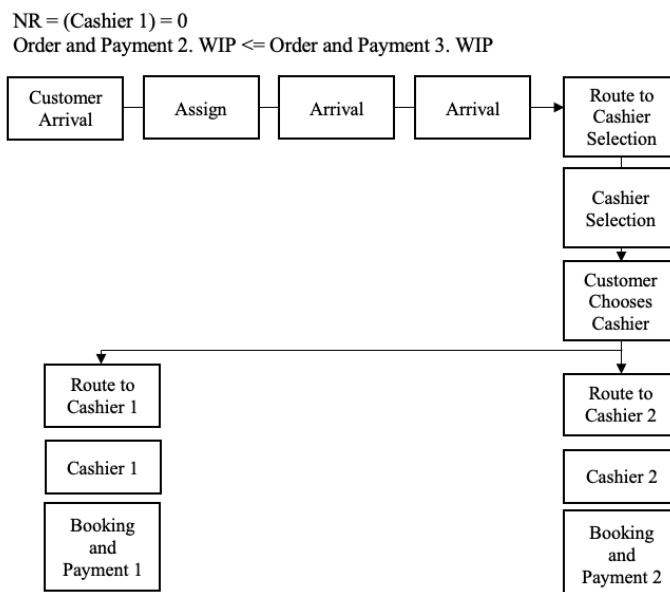 NR = (Cashier 1) = 0
Order and Payment 2. WIP <= Order and Payment 3. WIP
Customer
Arrival
Assign
Arrival
Arrival
Route to
Cashier
Selection
Cashier
Selection
Customer
Chooses
Cashier
Route to
Cashier 1
Route to
Cashier 2
Cashier 1
Cashier 2
Booking
and
Payment 1
Booking
and
Payment 2